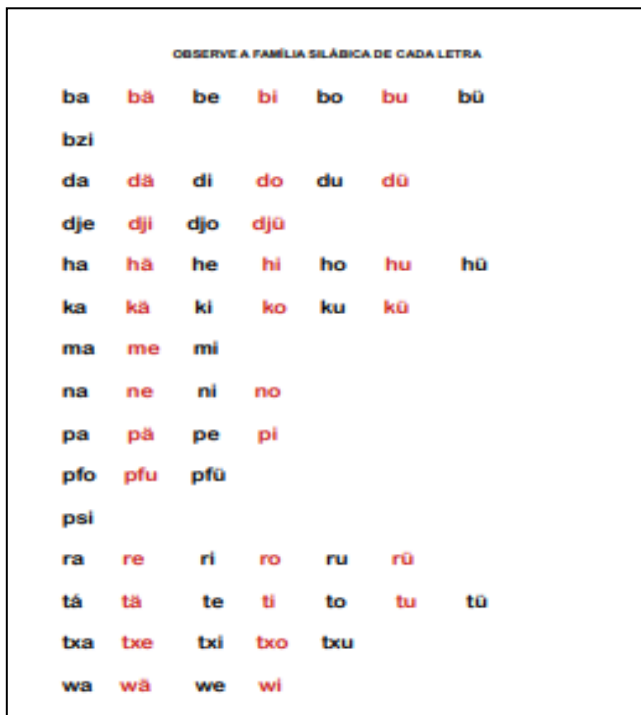 OBSERVE A FAMÍLIA SILÁBICA DE CADA LETRA
ba bä be bi bo bu bü
bzi
da dä di do du dü
dje dji djo djü
ha hä he hi ho hu hü
ka kä ki ko ku kü
ma me mi
na ne ni no
pa pä pe pi
pfo pfu pfü
psi
ra re ri ro ru rü
tá tä te ti to tu tü
txa txe txi txo txu
wa wä we wi